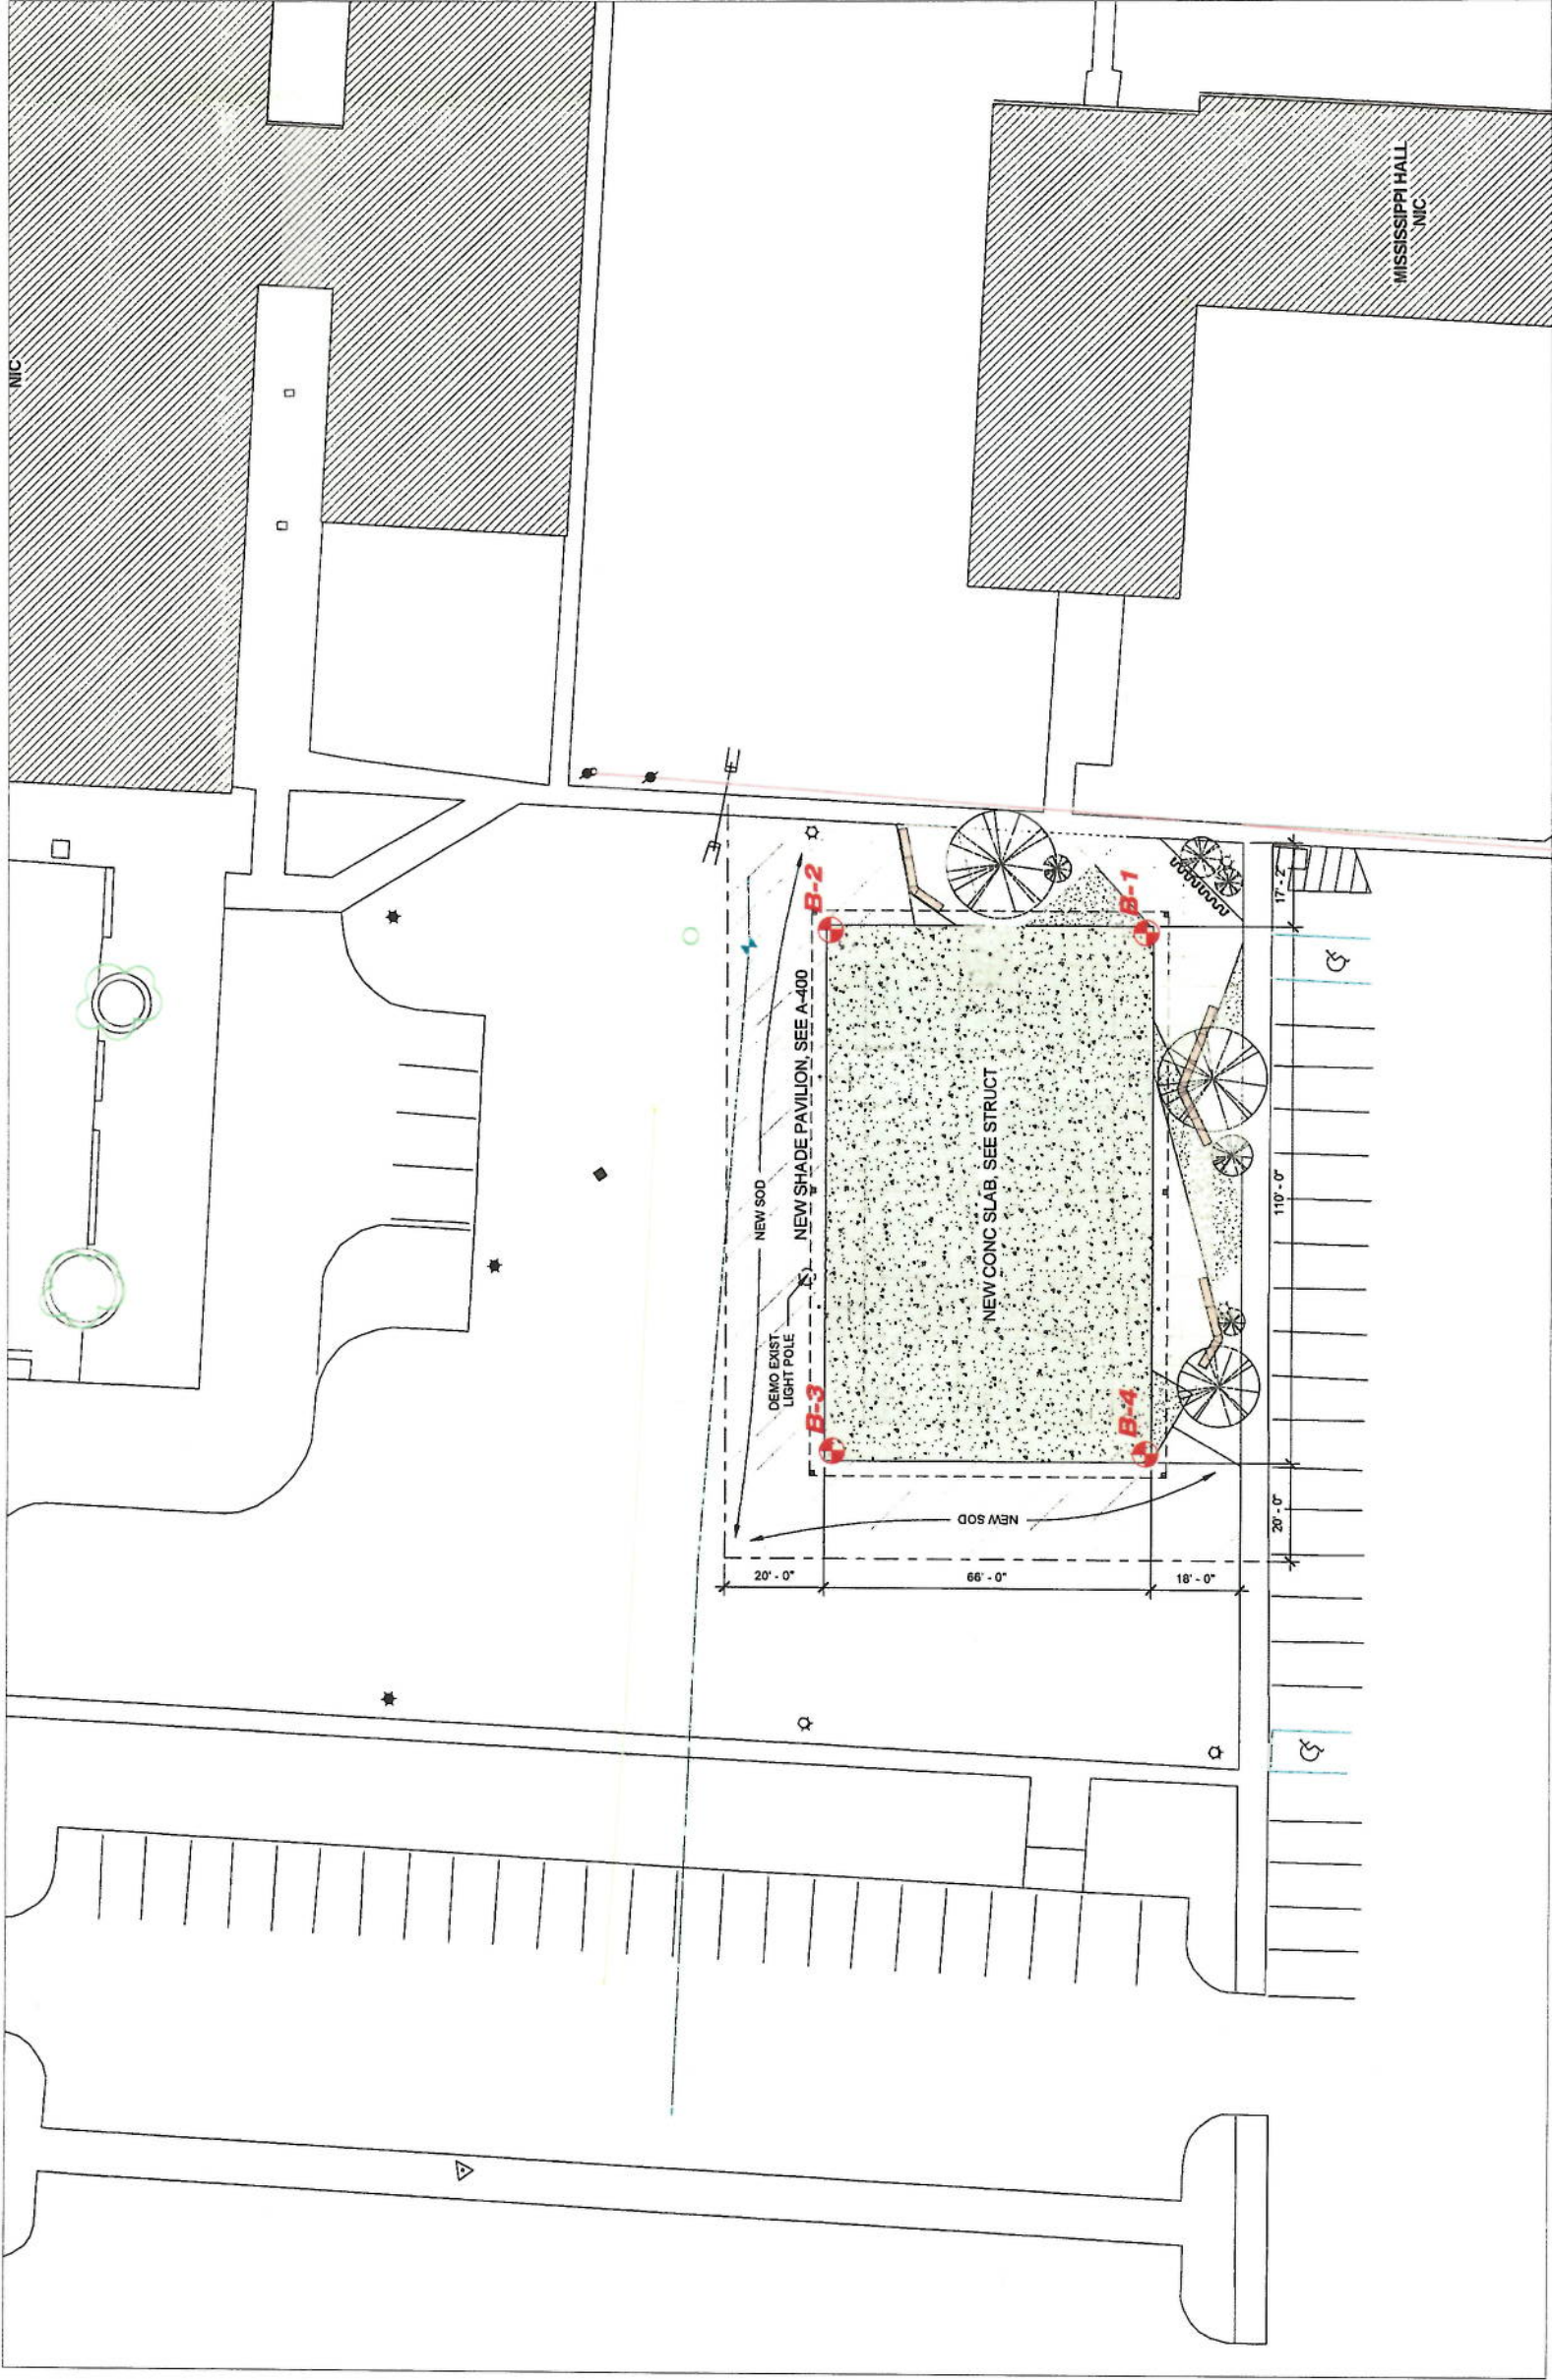 NIC
MISSISSIPPI HALL
NIC
B-2
B-1
17' - 2"
NEW SHADE PAVILION, SEE A-400
NEW SOD
NEW CONC SLAB, SEE STRUCT
110' - 0"
DEMO EXIST
LIGHT POLE
B-3
B-4
NEW SOD
20' - 0"
20' - 0"
66' - 0"
18' - 0"